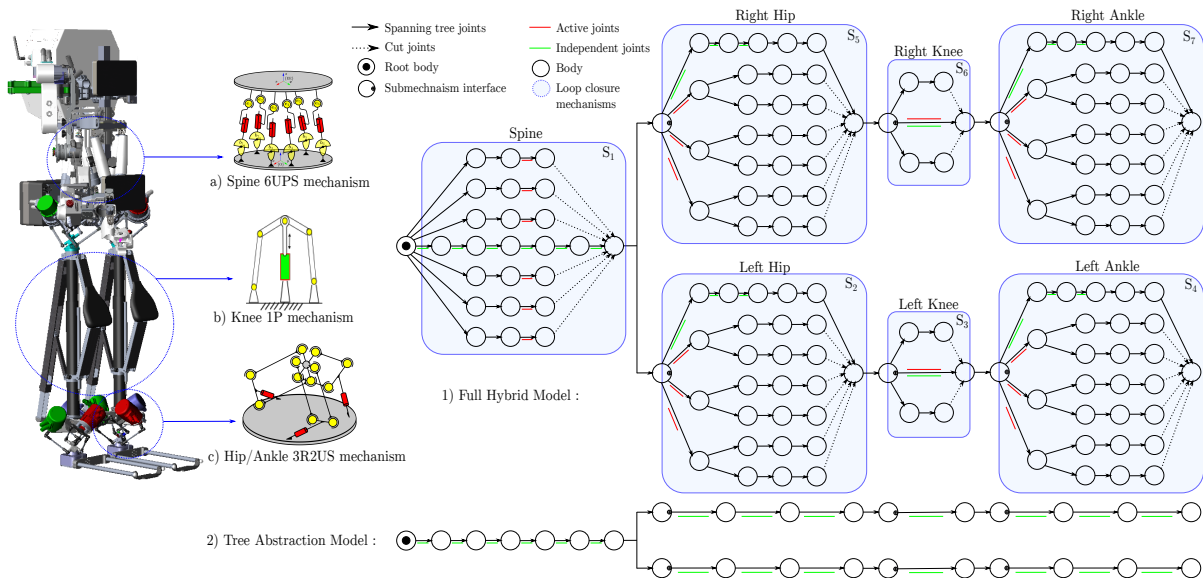 Spanning tree joints
Cut joints
Root body
Submechnaism interface
Active joints
Independent joints
Body
Loop closure
mechanisms
a) Spine 6UPS mechanism
b) Knee 1P mechanism
c) Hip/Ankle 3R2US mechanism
Spine
S1
Right Hip
S5
Right Knee
S6
Right Ankle
S7
Left Hip
S2
Left Knee
S3
Left Ankle
S4
1) Full Hybrid Model :
2) Tree Abstraction Model :